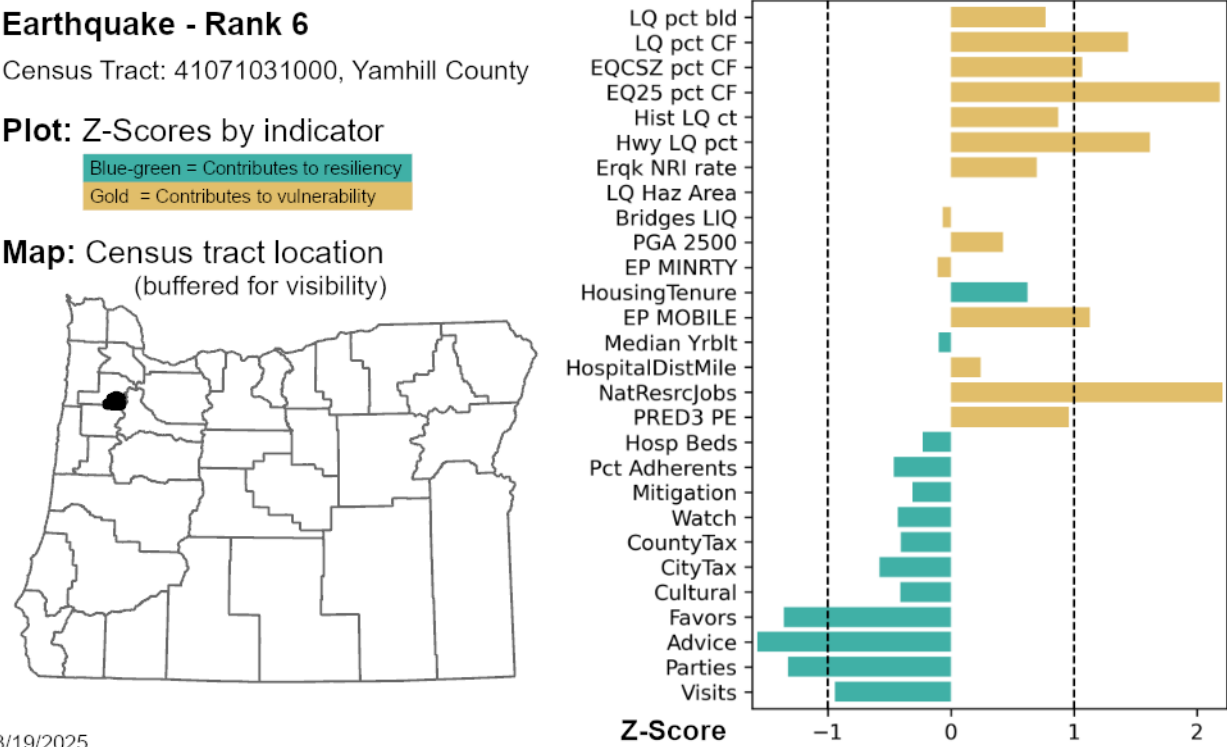 Earthquake - Rank 6
Census Tract: 41071031000, Yamhill County
Plot: Z-Scores by indicator
Blue-green = Contributes to resiliency
Gold = Contributes to vulnerability
Map: Census tract location
(buffered for visibility)
/19/2025
LQ pct bld
LQ pct CF
EQCSZ pct CF
EQ25 pct CF
Hist LQ ct
Hwy LQ pct
Erqk NRI rate
LQ Haz Area
Bridges LIQ
PGA 2500
EP MINRTY
HousingTenure
EP MOBILE
Median Yrblt
HospitalDistMile
NatResrcJobs
PRED3 PE
Hosp Beds
Pct Adherents
Mitigation
Watch
CountyTax
CityTax
Cultural
Favors
Advice
Parties
Visits
Z-Score −1 0 1 2